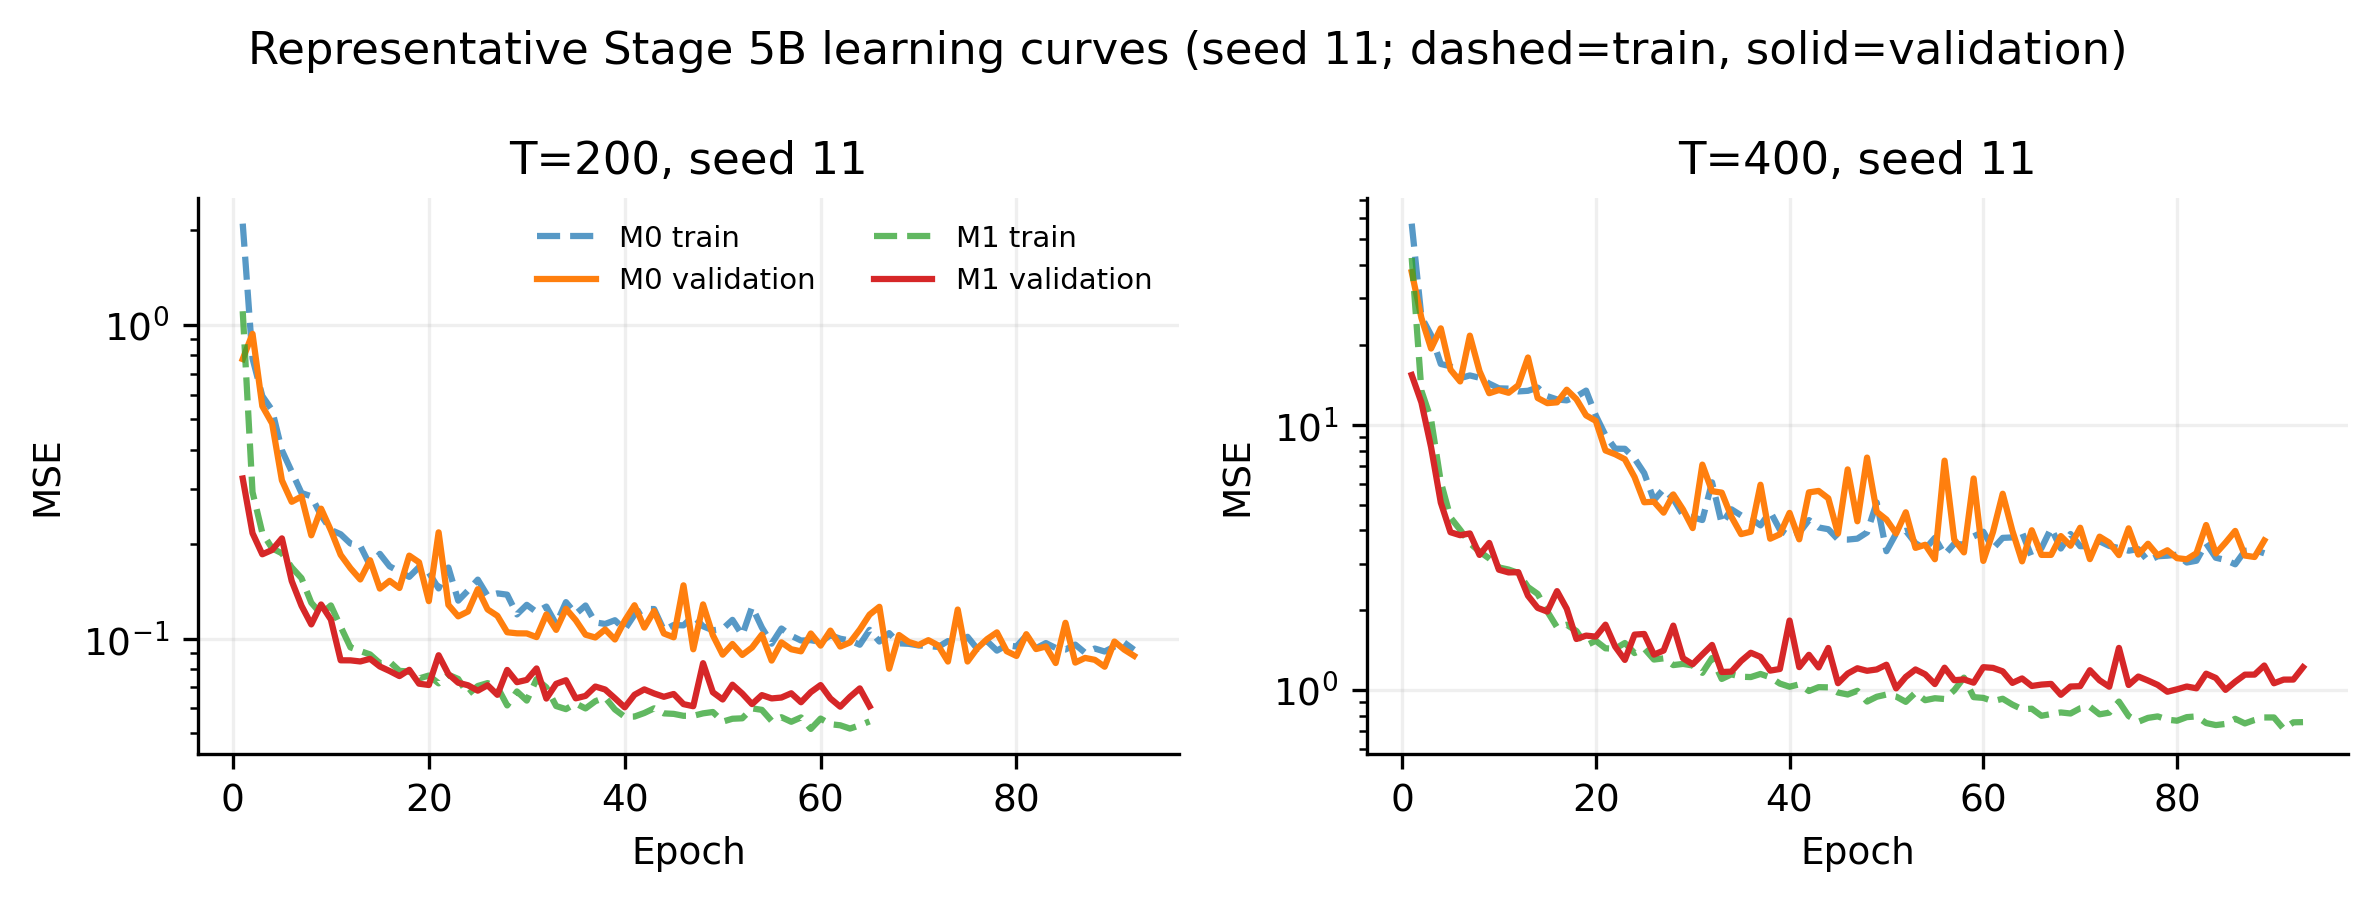 Representative Stage 5B learning curves (seed 11; dashed=train, solid=validation)
T=200, seed 11
M0 train
M1 train
M0 validation
M1 validation
10⁰
10⁻¹
MSE
0 20 40 60 80
Epoch
T=400, seed 11
10¹
10⁰
MSE
0 20 40 60 80
Epoch